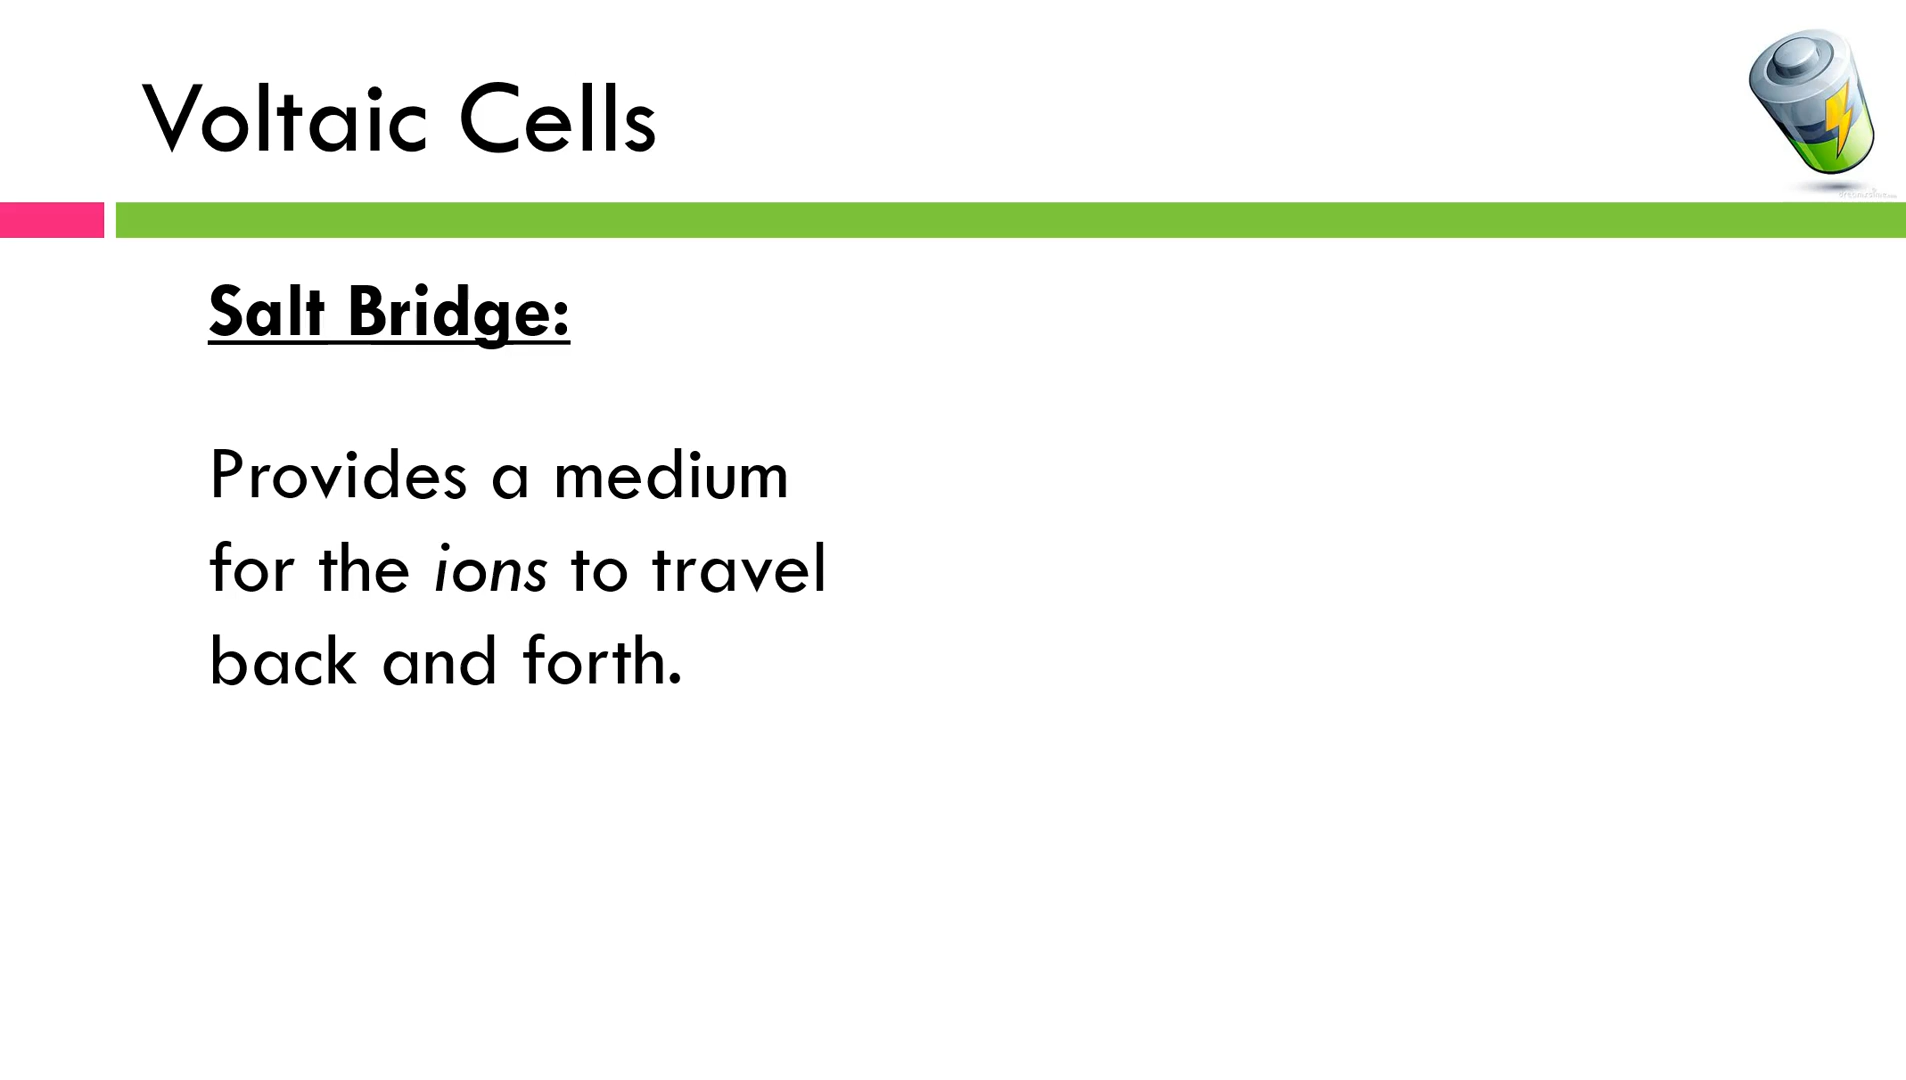 Voltaic Cells
Salt Bridge:
Provides a medium
for the ions to travel
back and forth.